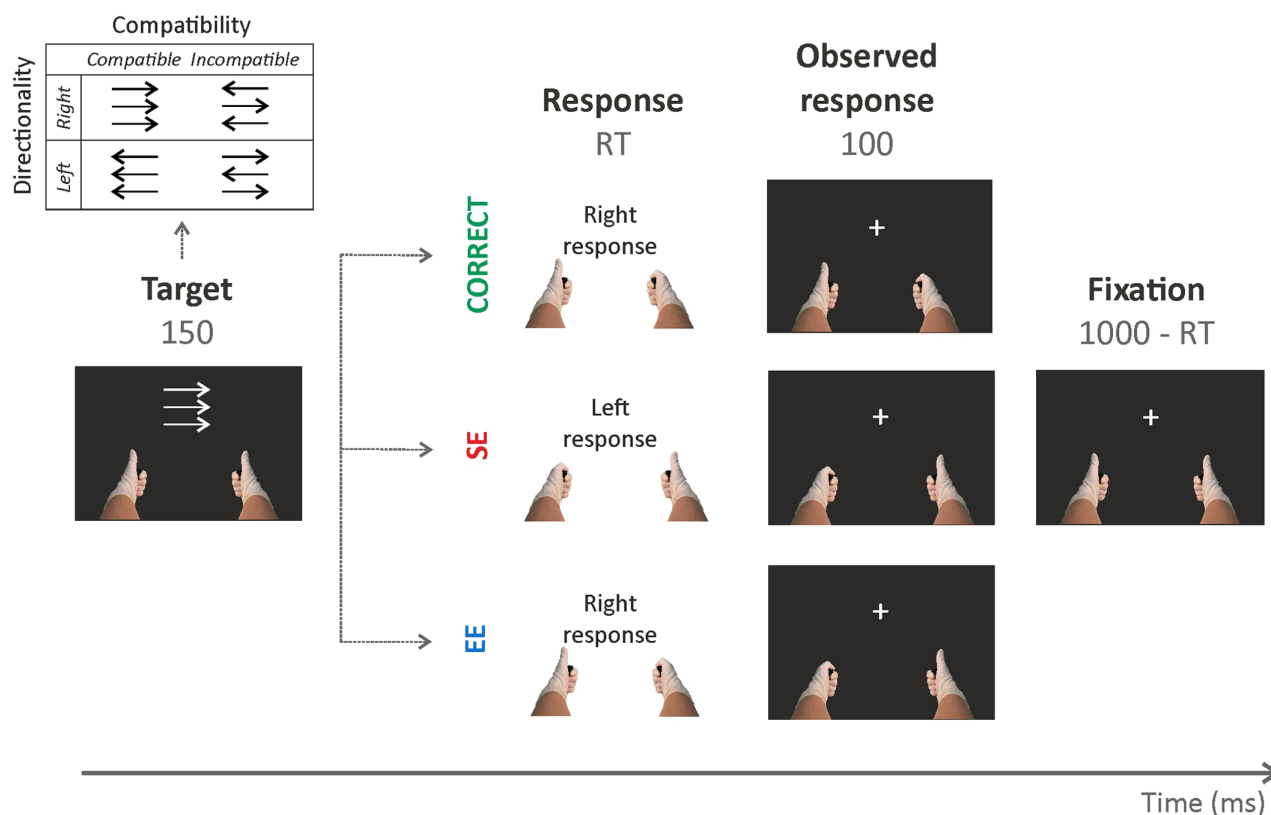 Compatibility
Directionality
Compatible Incompatible
Right
Left
Target
150
Response
RT
Observed
response
100
CORRECT
Right
response
SE
Left
response
EE
Right
response
Fixation
1000 - RT
Time (ms)